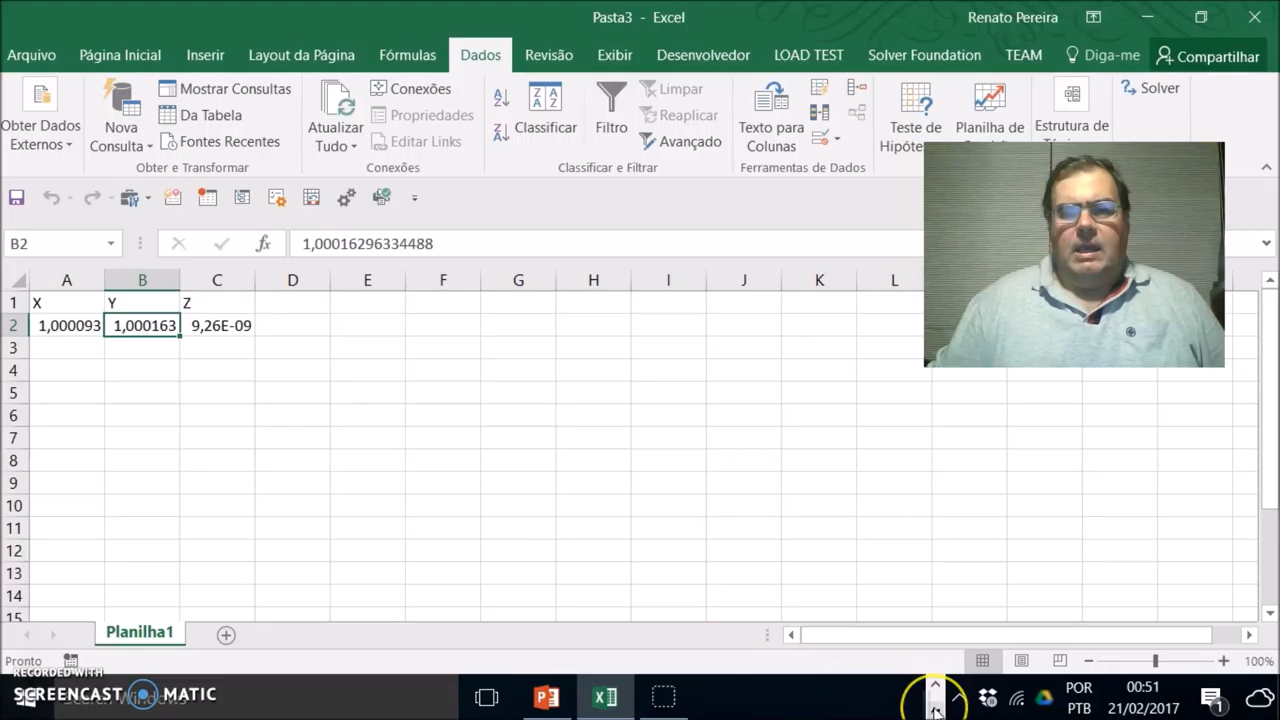 Pasta3 - Excel
Renato Pereira
Arquivo
Página Inicial
Inserir
Layout da Página
Fórmulas
Dados
Revisão
Exibir
Desenvolvedor
LOAD TEST
Solver Foundation
TEAM
Diga-me
Compartilhar
Obter Dados
Externos
Nova
Consulta
Mostrar Consultas
Da Tabela
Fontes Recentes
Obter e Transformar
Atualizar
Tudo
Conexões
Propriedades
Editar Links
Conexões
Classificar
Filtro
Limpar
Reaplicar
Avançado
Classificar e Filtrar
Texto para
Colunas
Ferramentas de Dados
Teste de
Planilha de
Estrutura de
Solver
B2
fx
1,00016296334488
A B C D E F G H I J K L
1 X Y Z
2 1,000093 1,000163 9,26E-09
3
4
5
6
7
8
9
10
11
12
13
14
15
Planilha1
Pronto
100%
RECORDED WITH
SCREENCAST MATIC
POR
PTB
00:51
21/02/2017
1